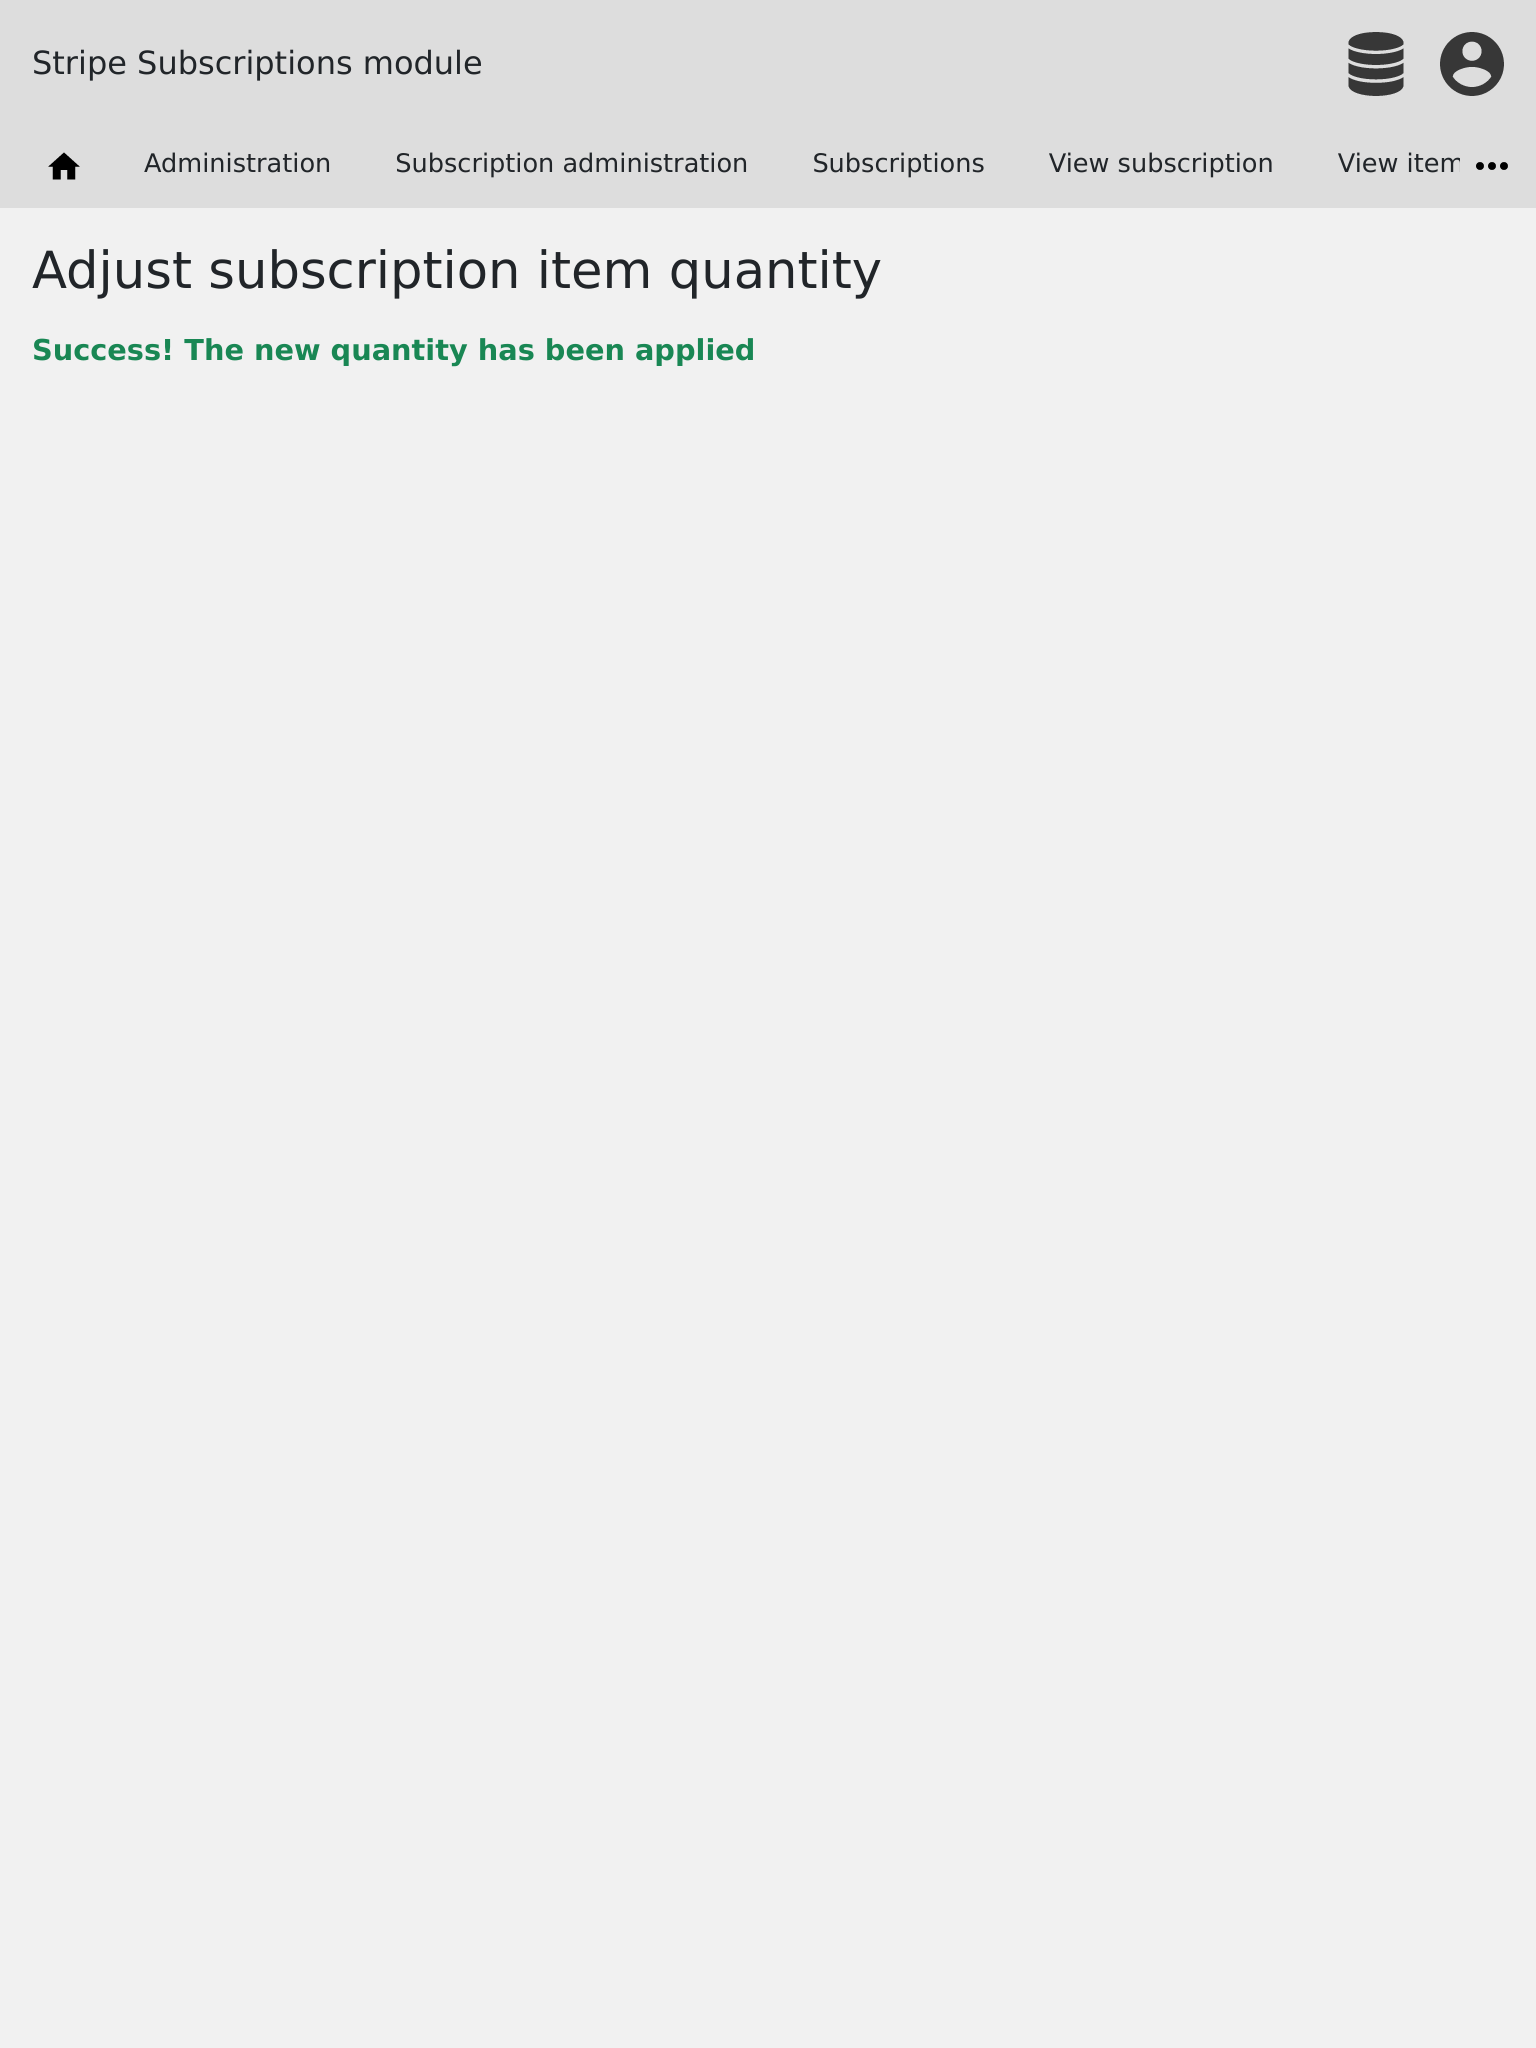 Stripe Subscriptions module
Administration Subscription administration Subscriptions View subscription View item
Adjust subscription item quantity
Success! The new quantity has been applied